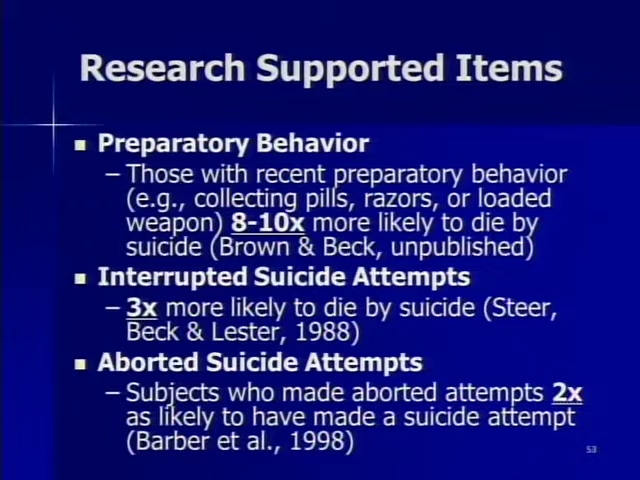 Research Supported Items
Preparatory Behavior
– Those with recent preparatory behavior
(e.g., collecting pills, razors, or loaded
weapon) 8-10x more likely to die by
suicide (Brown & Beck, unpublished)
Interrupted Suicide Attempts
– 3x more likely to die by suicide (Steer,
Beck & Lester, 1988)
Aborted Suicide Attempts
– Subjects who made aborted attempts 2x
as likely to have made a suicide attempt
(Barber et al., 1998)
53